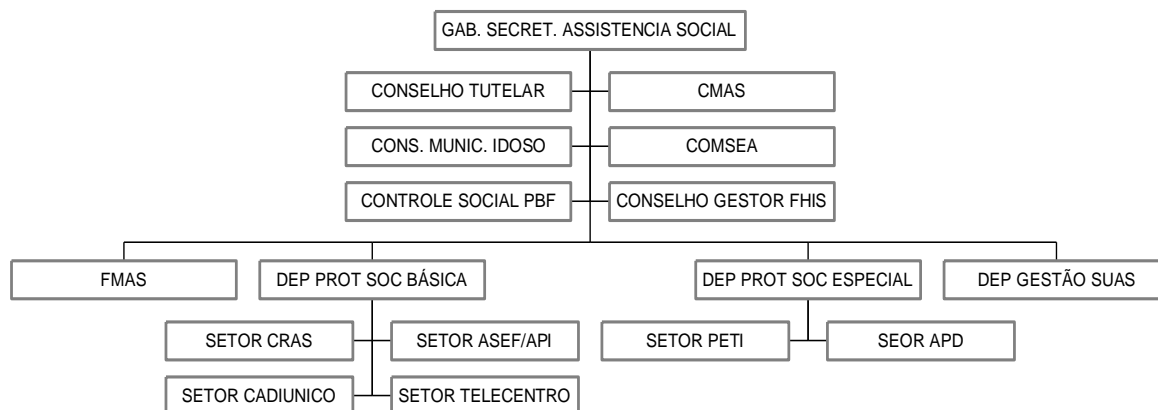 GAB. SECRET. ASSISTENCIA SOCIAL
CONSELHO TUTELAR
CMAS
CONS. MUNIC. IDOSO
COMSEA
CONTROLE SOCIAL PBF
CONSELHO GESTOR FHIS
FMAS
DEP PROT SOC BÁSICA
DEP PROT SOC ESPECIAL
DEP GESTÃO SUAS
SETOR CRAS
SETOR ASEF/API
SETOR PETI
SEOR APD
SETOR CADIUNICO
SETOR TELECENTRO